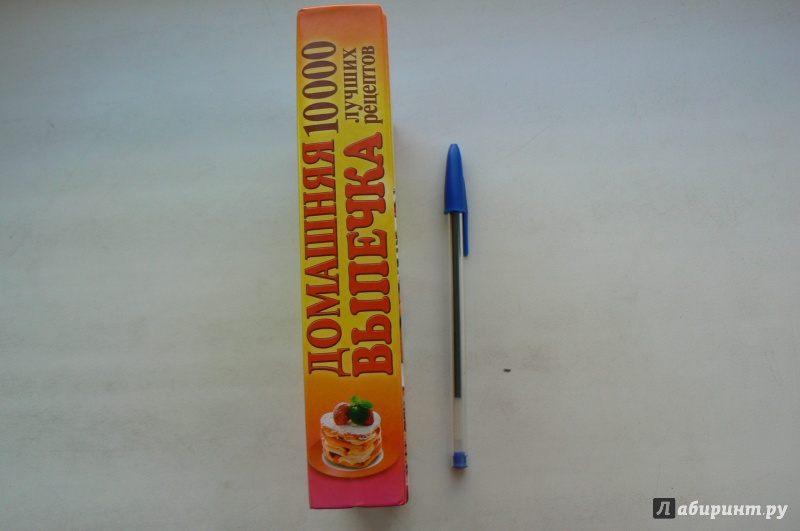 ДОМАШНЯЯ
ВЫПЕЧКА
10000
лучших
рецептов
Лабиринт.ру